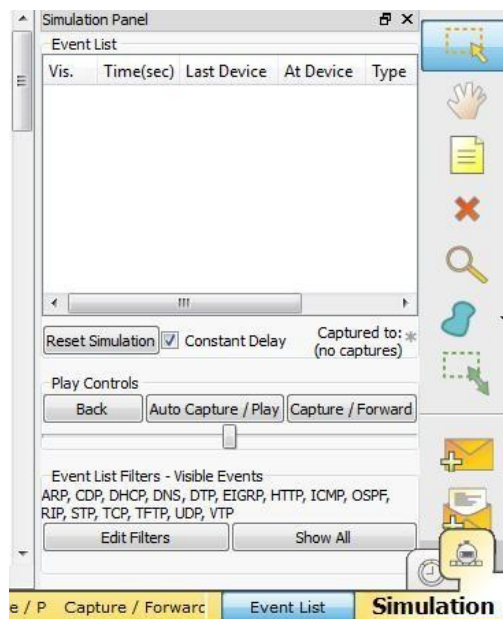 Simulation Panel
Event List
Vis. Time(sec) Last Device At Device Type
Reset Simulation Constant Delay Captured to: *
(no captures)
Play Controls
Back Auto Capture / Play Capture / Forward
Event List Filters - Visible Events
ARP, CDP, DHCP, DNS, DTP, EIGRP, HTTP, ICMP, OSPF,
RIP, STP, TCP, TFTP, UDP, VTP
Edit Filters Show All
e / P Capture / Forwarc Event List Simulation